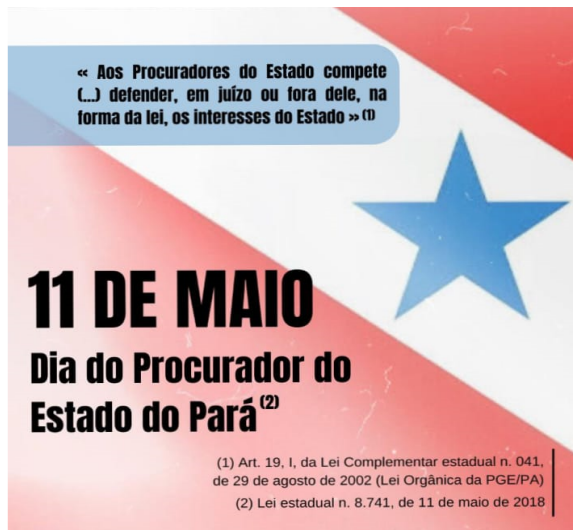 « Aos Procuradores do Estado compete
(...) defender, em juízo ou fora dele, na
forma da lei, os interesses do Estado » (1)
11 DE MAIO
Dia do Procurador do
Estado do Pará (2)
(1) Art. 19, I, da Lei Complementar estadual n. 041,
de 29 de agosto de 2002 (Lei Orgânica da PGE/PA)
(2) Lei estadual n. 8.741, de 11 de maio de 2018